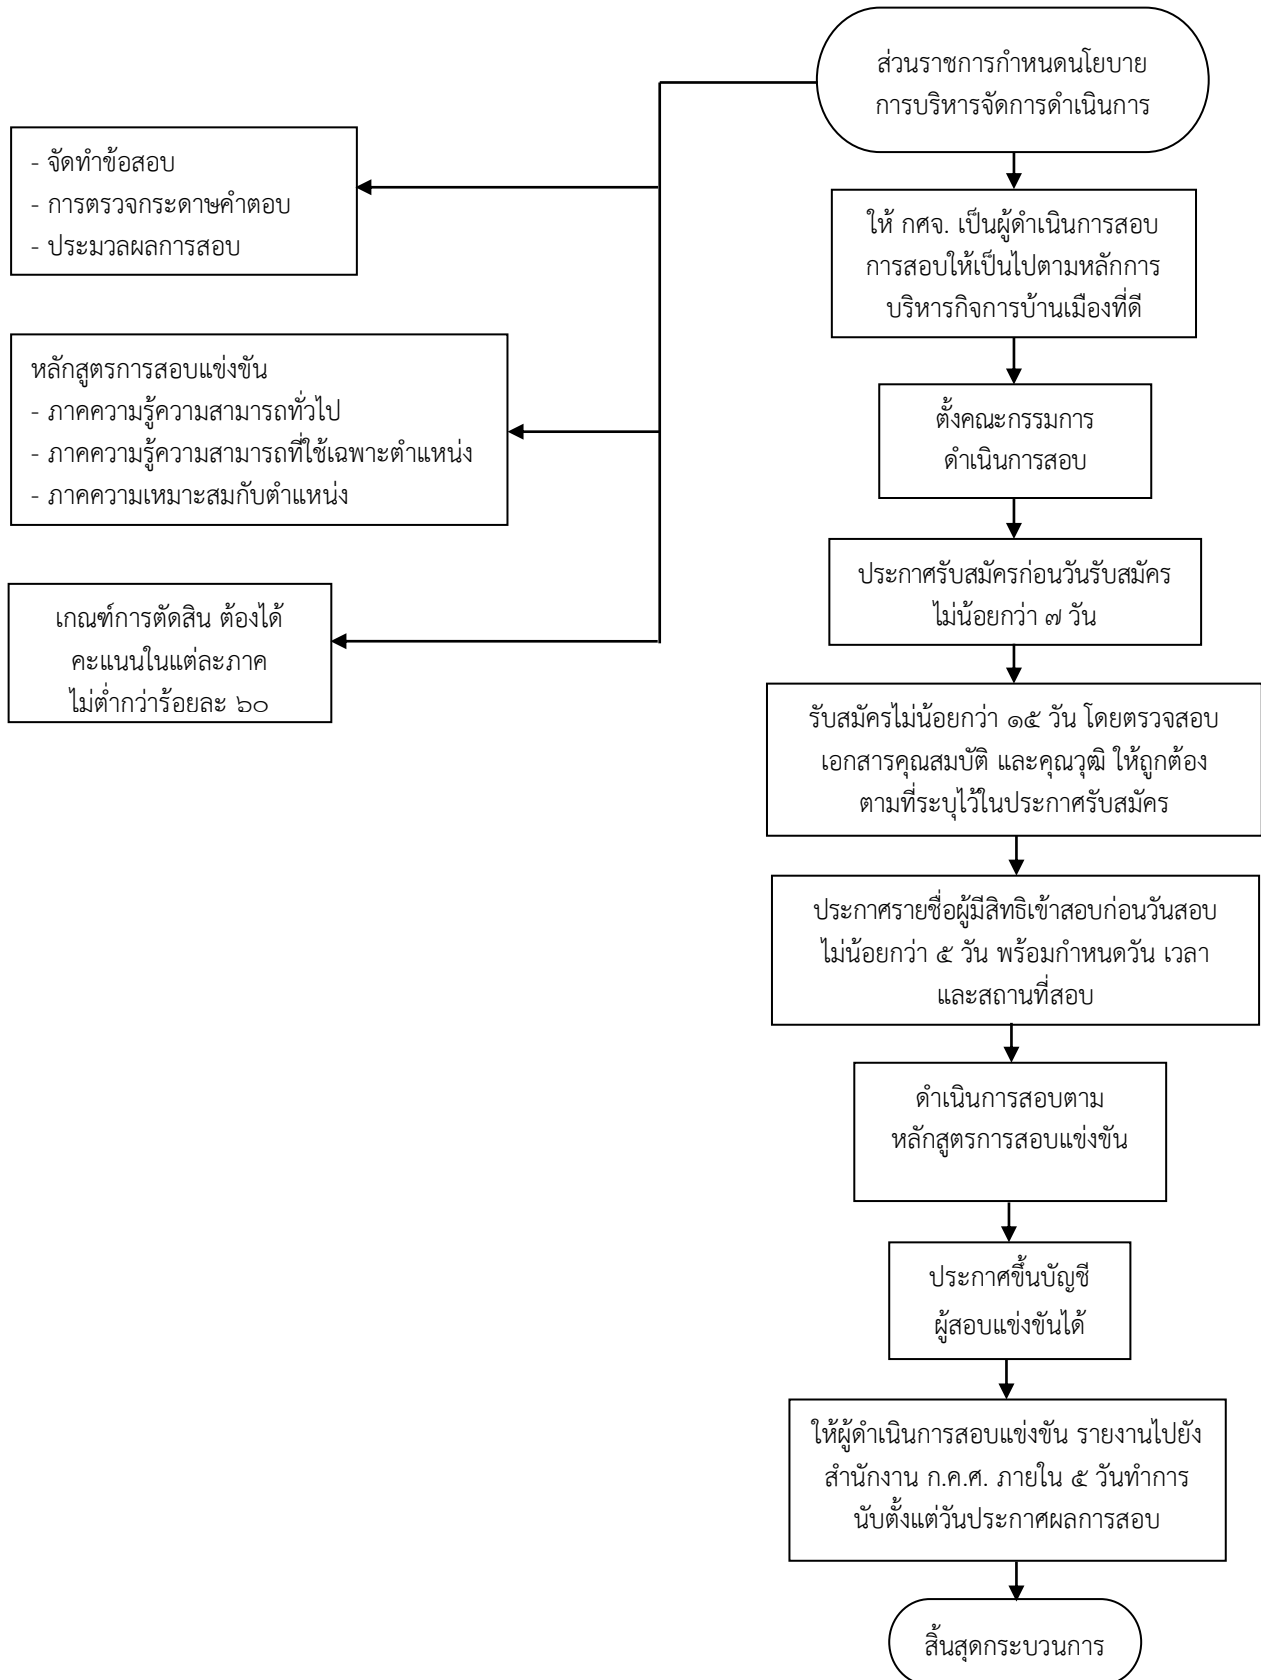 ส่วนราชการกำหนดนโยบาย
การบริหารจัดการดำเนินการ
- จัดทำข้อสอบ
- การตรวจกระดาษคำตอบ
- ประมวลผลการสอบ
หลักสูตรการสอบแข่งขัน
- ภาคความรู้ความสามารถทั่วไป
- ภาคความรู้ความสามารถที่ใช้เฉพาะตำแหน่ง
- ภาคความเหมาะสมกับตำแหน่ง
เกณฑ์การตัดสิน ต้องได้
คะแนนในแต่ละภาค
ไม่ต่ำกว่าร้อยละ ๖๐
ให้ กศจ. เป็นผู้ดำเนินการสอบ
การสอบให้เป็นไปตามหลักการ
บริหารกิจการบ้านเมืองที่ดี
ตั้งคณะกรรมการ
ดำเนินการสอบ
ประกาศรับสมัครก่อนวันรับสมัคร
ไม่น้อยกว่า ๗ วัน
รับสมัครไม่น้อยกว่า ๑๕ วัน โดยตรวจสอบ
เอกสารคุณสมบัติ และคุณวุฒิ ให้ถูกต้อง
ตามที่ระบุไว้ในประกาศรับสมัคร
ประกาศรายชื่อผู้มีสิทธิเข้าสอบก่อนวันสอบ
ไม่น้อยกว่า ๕ วัน พร้อมกำหนดวัน เวลา
และสถานที่สอบ
ดำเนินการสอบตาม
หลักสูตรการสอบแข่งขัน
ประกาศขึ้นบัญชี
ผู้สอบแข่งขันได้
ให้ผู้ดำเนินการสอบแข่งขัน รายงานไปยัง
สำนักงาน ก.ค.ศ. ภายใน ๕ วันทำการ
นับตั้งแต่วันประกาศผลการสอบ
สิ้นสุดกระบวนการ